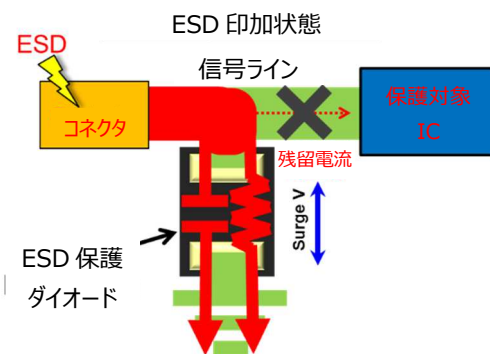 ESD 印加状態
ESD
信号ライン
コネクタ
保護対象
IC
残留電流
Surge V
ESD 保護
ダイオード